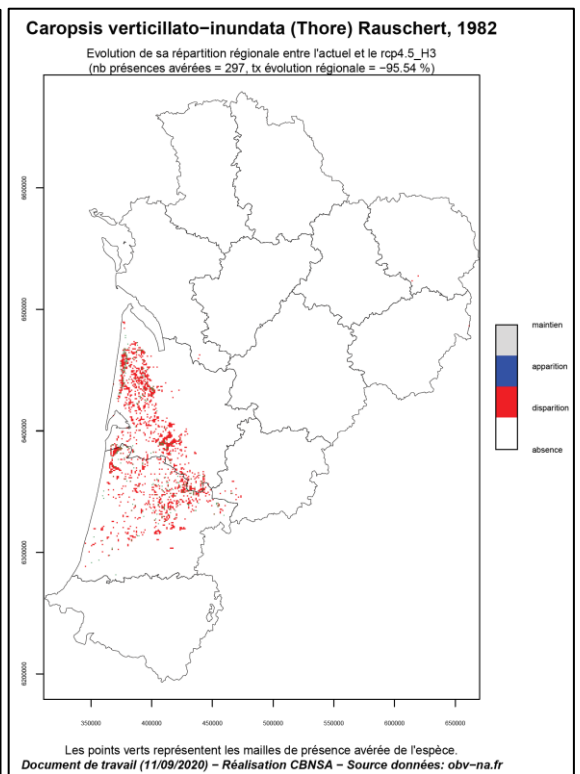 Caropsis verticillato−inundata (Thore) Rauschert, 1982
Evolution de sa répartition régionale entre l'actuel et le rcp4.5_H3
(nb présences avérées = 297, tx évolution régionale = −95.54 %)
6600000
6500000
6400000
6300000
6200000
maintien
apparition
disparition
absence
350000
400000
450000
500000
550000
600000
650000
Les points verts représentent les mailles de présence avérée de l'espèce.
Document de travail (11/09/2020) − Réalisation CBNSA − Source données: obv−na.fr